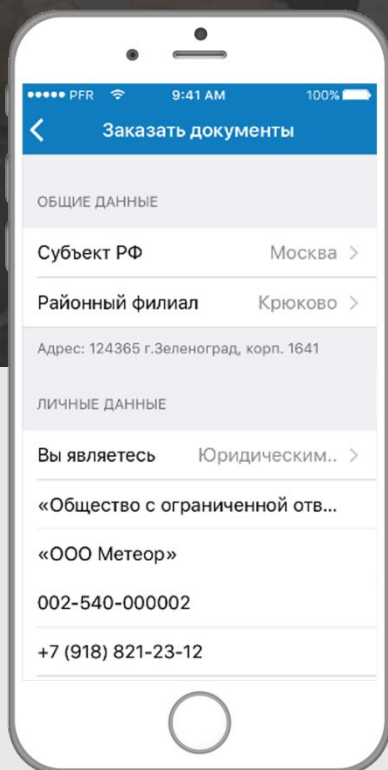 PFR 9:41 AM 100%
Заказать документы
ОБЩИЕ ДАННЫЕ
Субъект РФ Москва
Районный филиал Крюково
Адрес: 124365 г.Зеленоград, корп. 1641
ЛИЧНЫЕ ДАННЫЕ
Вы являетесь Юридическим..
«Общество с ограниченной отв...
«ООО Метеор»
002-540-000002
+7 (918) 821-23-12